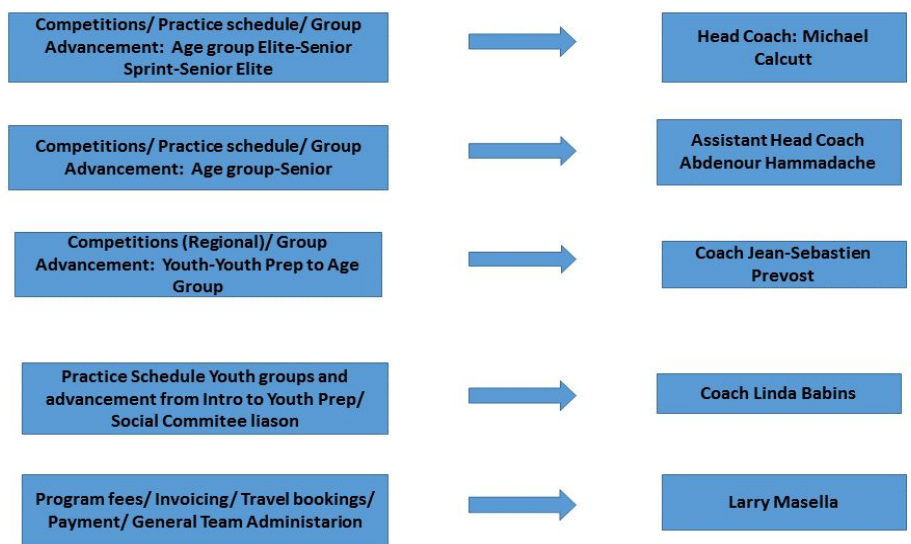 Competitions/ Practice schedule/ Group
Advancement: Age group Elite-Senior
Sprint-Senior Elite
Head Coach: Michael
Calcutt
Competitions/ Practice schedule/ Group
Advancement: Age group-Senior
Assistant Head Coach
Abdenour Hammadache
Competitions (Regional)/ Group
Advancement: Youth-Youth Prep to Age
Group
Coach Jean-Sebastien
Prevost
Practice Schedule Youth groups and
advancement from Intro to Youth Prep/
Social Commitee liason
Coach Linda Babins
Program fees/ Invoicing/ Travel bookings/
Payment/ General Team Administarion
Larry Masella